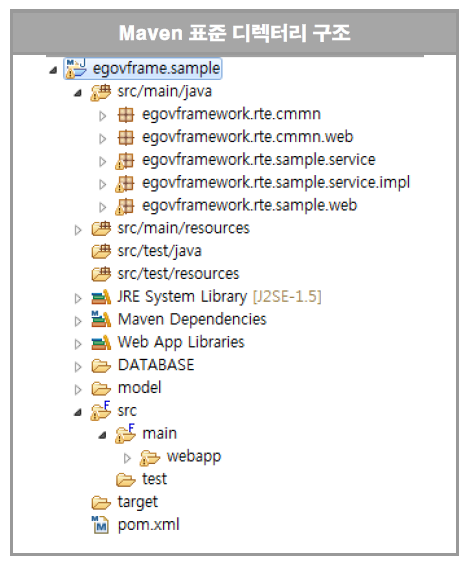 Maven 표준 디렉터리 구조
egovframe.sample
src/main/java
egovframework.rte.cmmn
egovframework.rte.cmmn.web
egovframework.rte.sample.service
egovframework.rte.sample.service.impl
egovframework.rte.sample.web
src/main/resources
src/test/java
src/test/resources
JRE System Library [J2SE-1.5]
Maven Dependencies
Web App Libraries
DATABASE
model
src
main
webapp
test
target
pom.xml